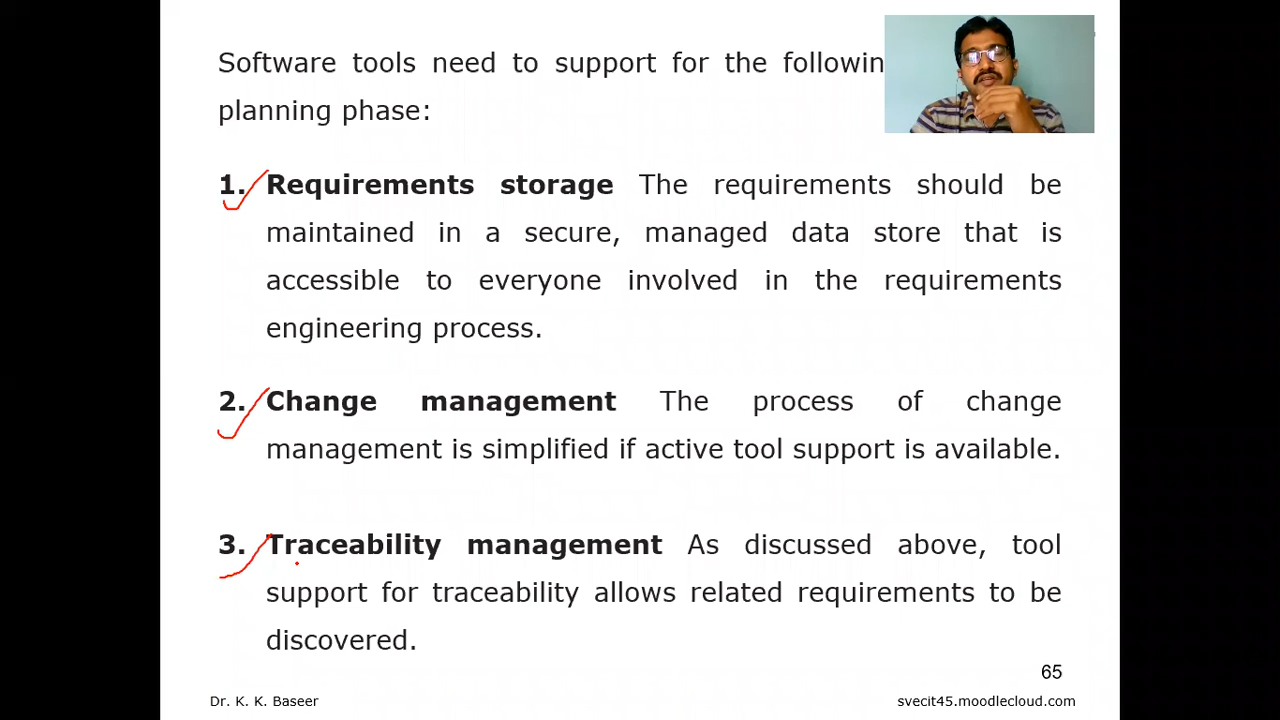 Software tools need to support for the followin
planning phase:
1. Requirements storage The requirements should be
maintained in a secure, managed data store that is
accessible to everyone involved in the requirements
engineering process.
2. Change management The process of change
management is simplified if active tool support is available.
3. Traceability management As discussed above, tool
support for traceability allows related requirements to be
discovered.
65
Dr. K. K. Baseer
svecit45.moodlecloud.com